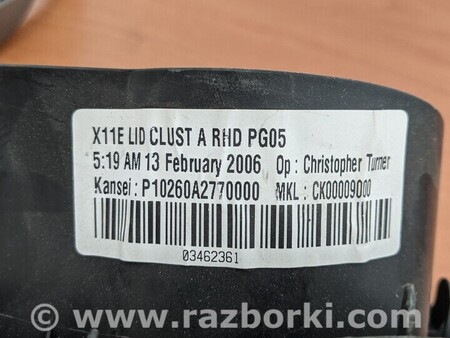 X11E LID CLUST A RHD PG05
5:19 AM 13 February 2006 Op : Christopher Turner
Kansei : P10260A2770000 MKL : CK00009000
03462361
www.razborki.com